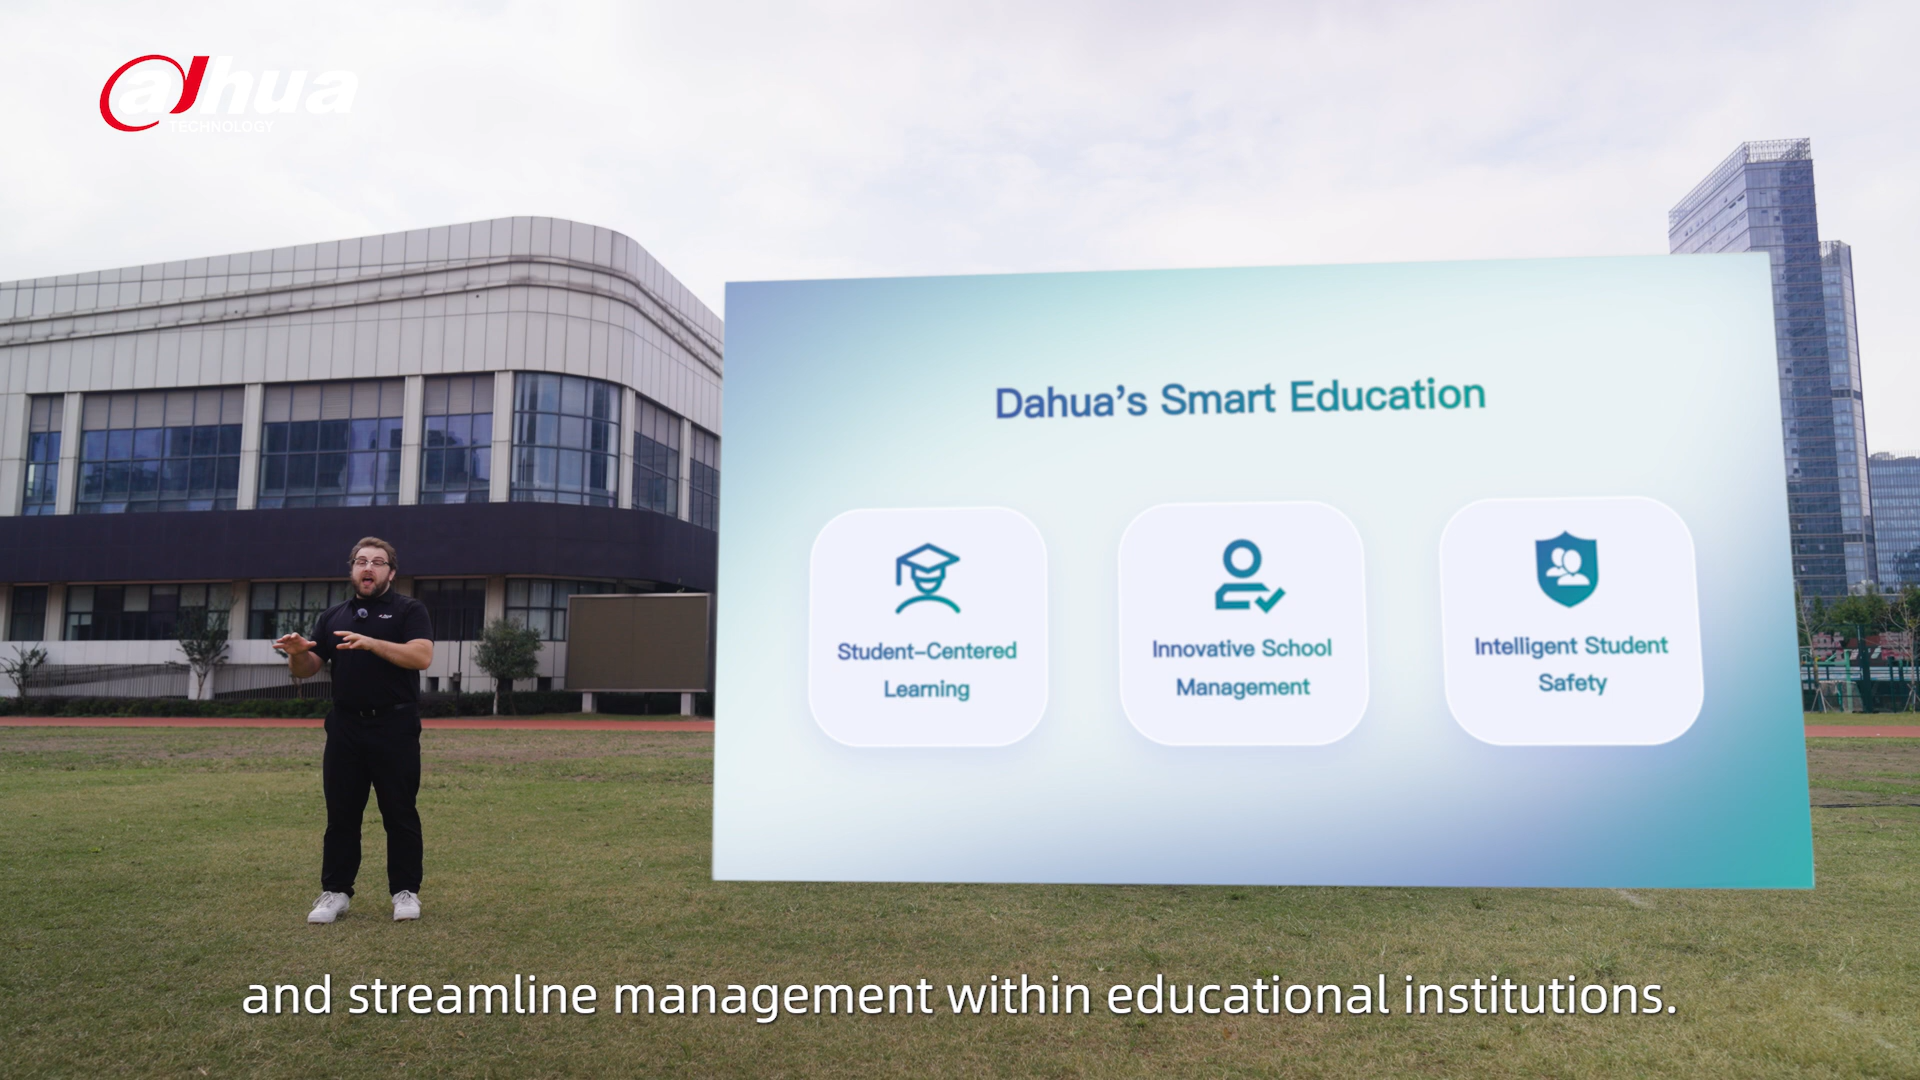 alhua
TECHNOLOGY
Dahua's Smart Education
Student-Centered
Learning
Innovative School
Management
Intelligent Student
Safety
and streamline management within educational institutions.